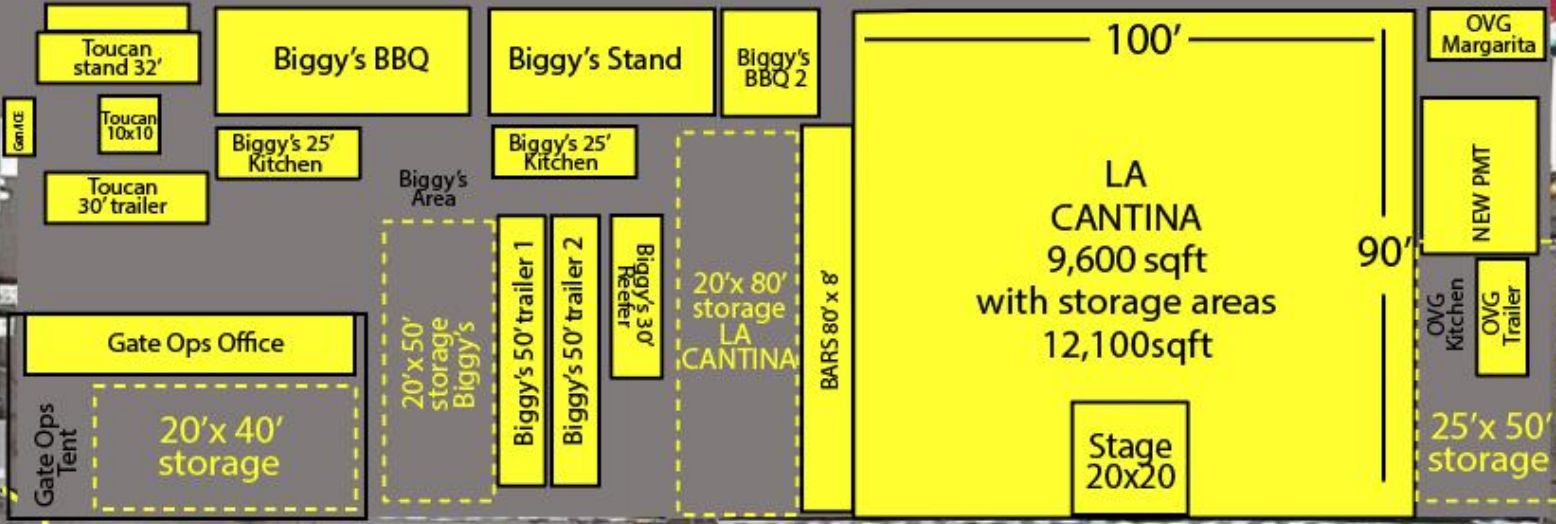 Toucan
stand 32'
Biggy's BBQ
Biggy's Stand
Biggy's
BBQ 2
100'
OVG
Margarita
Toucan
10x10
Biggy's 25'
Kitchen
Biggy's 25'
Kitchen
Biggy's
Area
Toucan
30' trailer
LA
CANTINA
9,600 sqft
with storage areas
12,100sqft
90'
NEW PMT
Gate Ops Office
Gate Ops
Tent
20'x 40'
storage
20'x 50'
storage
Biggy's
Biggy's 50' trailer 1
Biggy's 50' trailer 2
Biggy's 30'
Reefer
20'x 80'
storage
LA
CANTINA
BARS 80' x 8'
Stage
20x20
OVG
Kitchen
OVG
Trailer
25'x 50'
storage